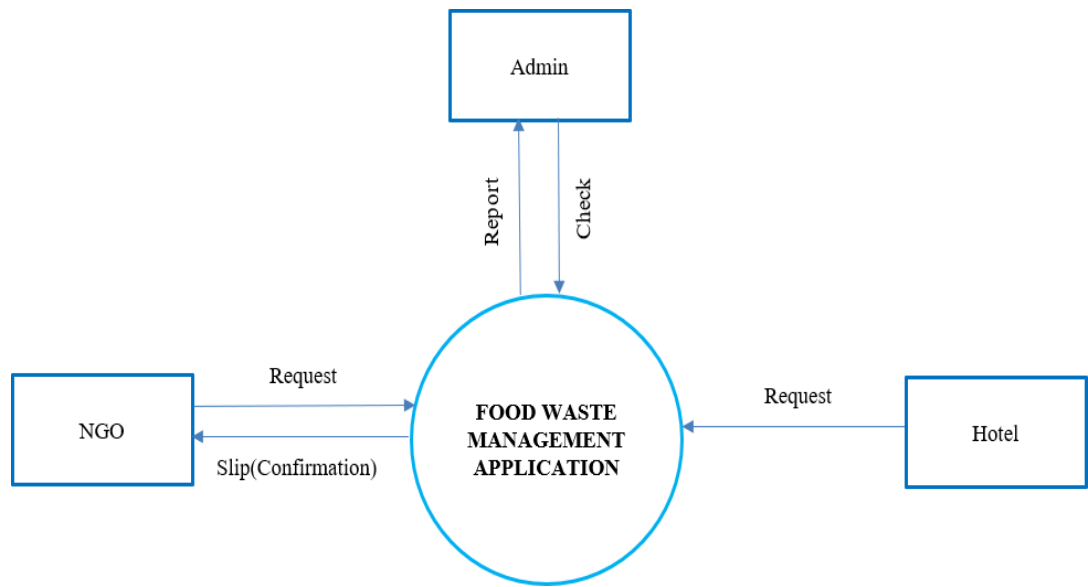 Admin
Report
Check
Request
Request
NGO
FOOD WASTE
MANAGEMENT
APPLICATION
Hotel
Slip(Confirmation)